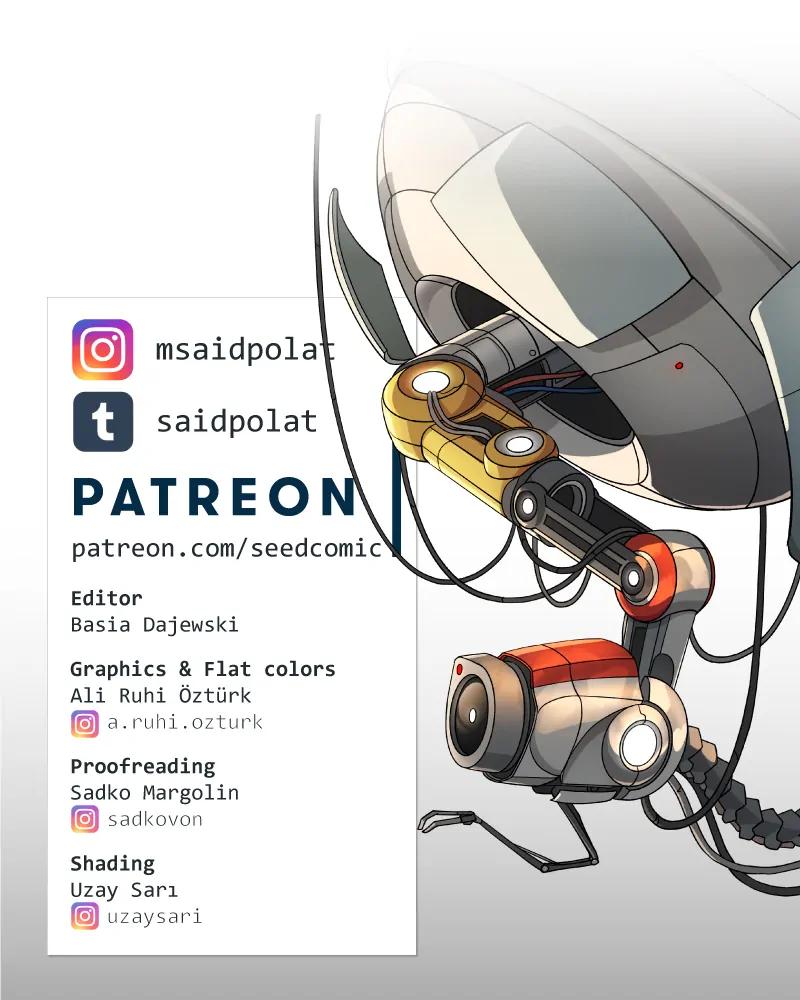 msaidpolat
saidpolat
PATREON
patreon.com/seedcomic
Editor
Basia Dajewski
Graphics & Flat colors
Ali Ruhi Öztürk
a.ruhi.ozturk
Proofreading
Sadko Margolin
sadkovon
Shading
Uzay Sarı
uzaysari